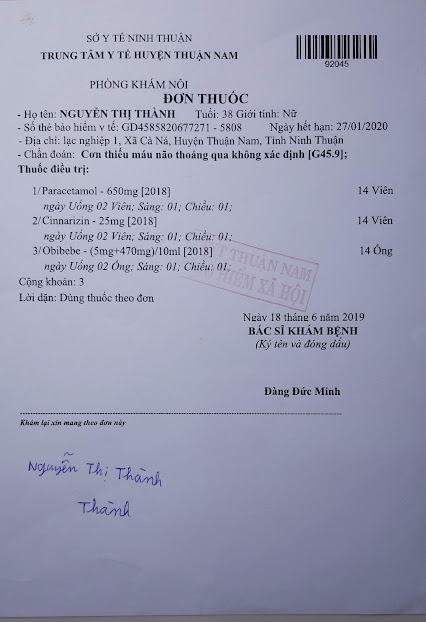 SỞ Y TẾ NINH THUẬN
TRUNG TÂM Y TẾ HUYỆN THUẬN NAM
92045
PHÒNG KHÁM NỘI
ĐƠN THUỐC
- Họ tên: NGUYỄN THỊ THÀNH Tuổi: 38 Giới tính: Nữ
- Số thẻ bảo hiểm y tế: GD4585820677271 - 5808 Ngày hết hạn: 27/01/2020
- Địa chỉ: lạc nghiệp 1, Xã Cà Ná, Huyện Thuận Nam, Tỉnh Ninh Thuận
- Chẩn đoán: Cơn thiếu máu não thoáng qua không xác định [G45.9];
Thuốc điều trị:
1/Paracetamol - 650mg [2018] 14 Viên
ngày Uống 02 Viên; Sáng: 01; Chiều: 01;
2/Cinnarizin - 25mg [2018] 14 Viên
ngày Uống 02 Viên; Sáng: 01; Chiều: 01;
3/Obibebe - (5mg+470mg)/10ml [2018] 14 Ống
ngày Uống 02 Ống; Sáng: 01; Chiều: 01;
T THUẬN NAM
HIỂM XÃ HỘI
Cộng khoản: 3
Lời dặn: Dùng thuốc theo đơn
Ngày 18 tháng 6 năm 2019
BÁC SĨ KHÁM BỆNH
(Ký tên và đóng dấu)
Đàng Đức Minh
Khám lại xin mang theo đơn này
Nguyễn Thị Thành
Thành